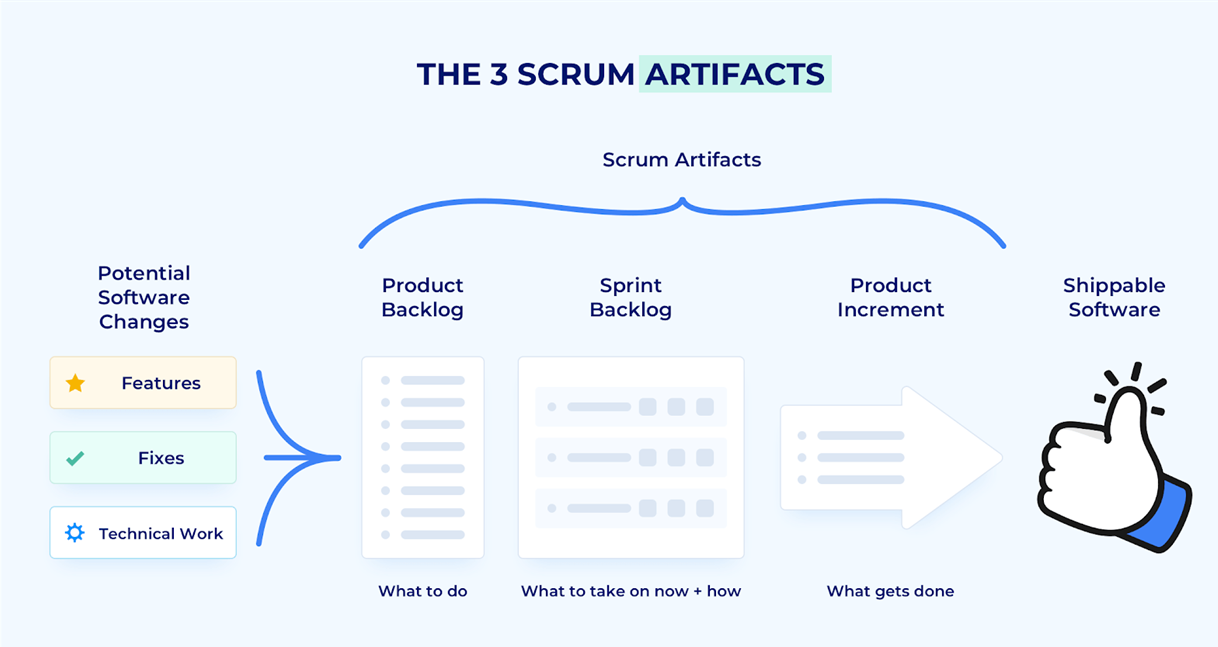 THE 3 SCRUM ARTIFACTS
Scrum Artifacts
Potential
Software
Changes
Features
Fixes
Technical Work
Product
Backlog
What to do
Sprint
Backlog
What to take on now + how
Product
Increment
What gets done
Shippable
Software